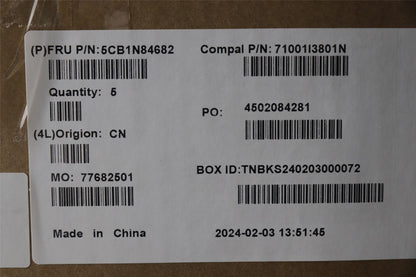 (P)FRU P/N:5CB1N84682
Compal P/N: 71001I3801N
Quantity: 5
PO: 4502084281
(4L)Origion: CN
MO: 77682501
BOX ID:TNBKS240203000072
Made in China
2024-02-03 13:51:45